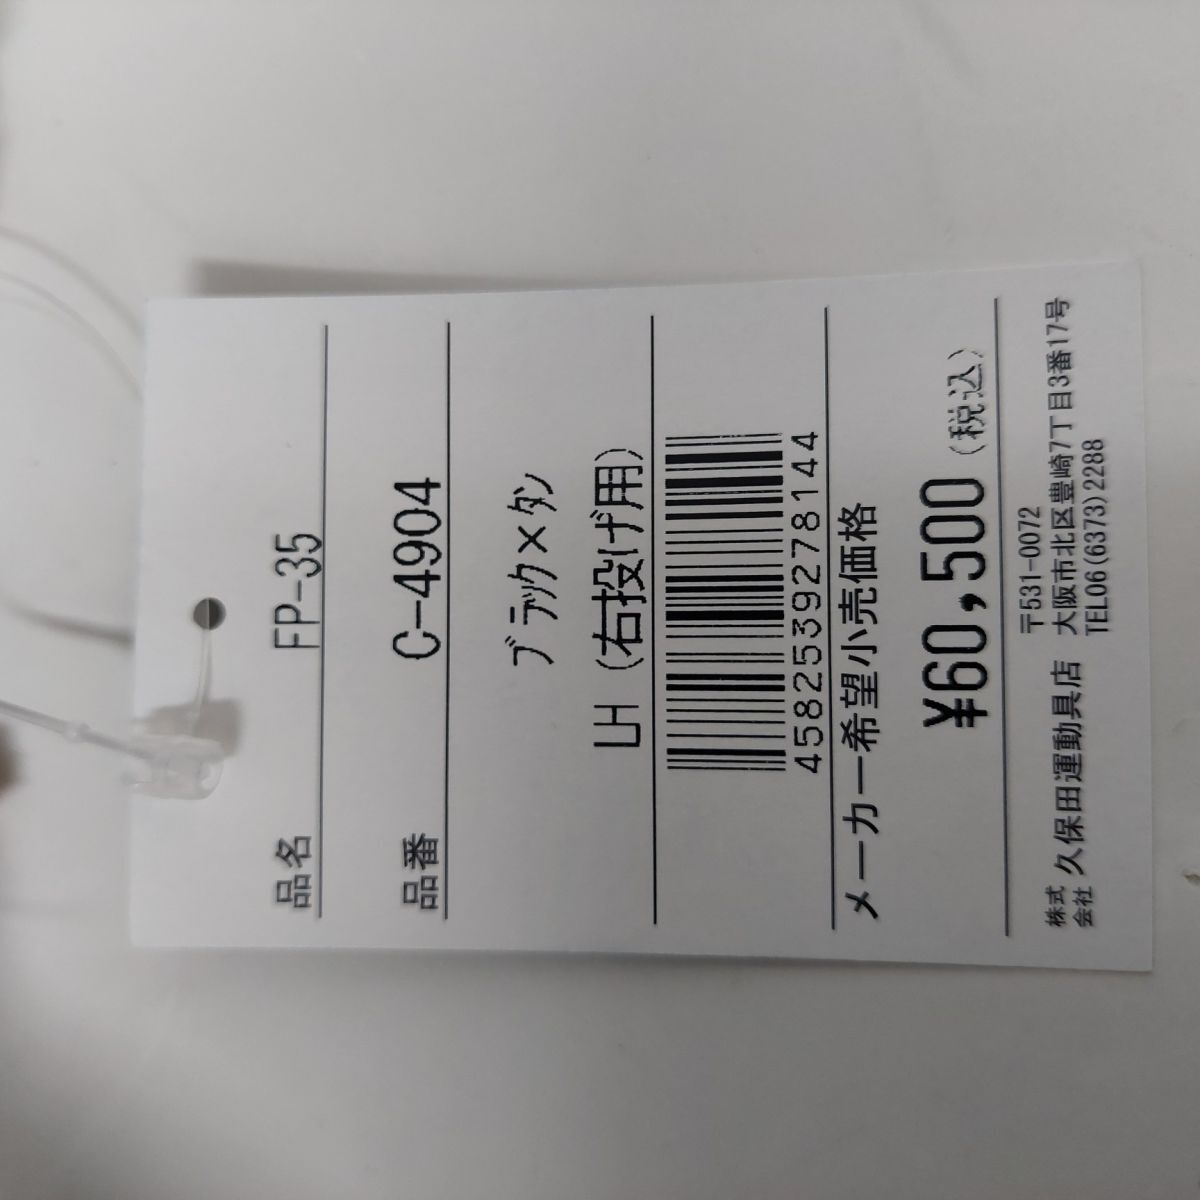 品名 FP-35
品番 C-4904
ﾌﾞﾗｯｸ×ﾀﾝ
LH (右投げ用)
4582539278144
メーカー希望小売価格
¥60,500(税込)
株式会社 久保田運動具店
〒531-0072
大阪市北区豊崎7丁目3番17号
TEL06(6373)2288